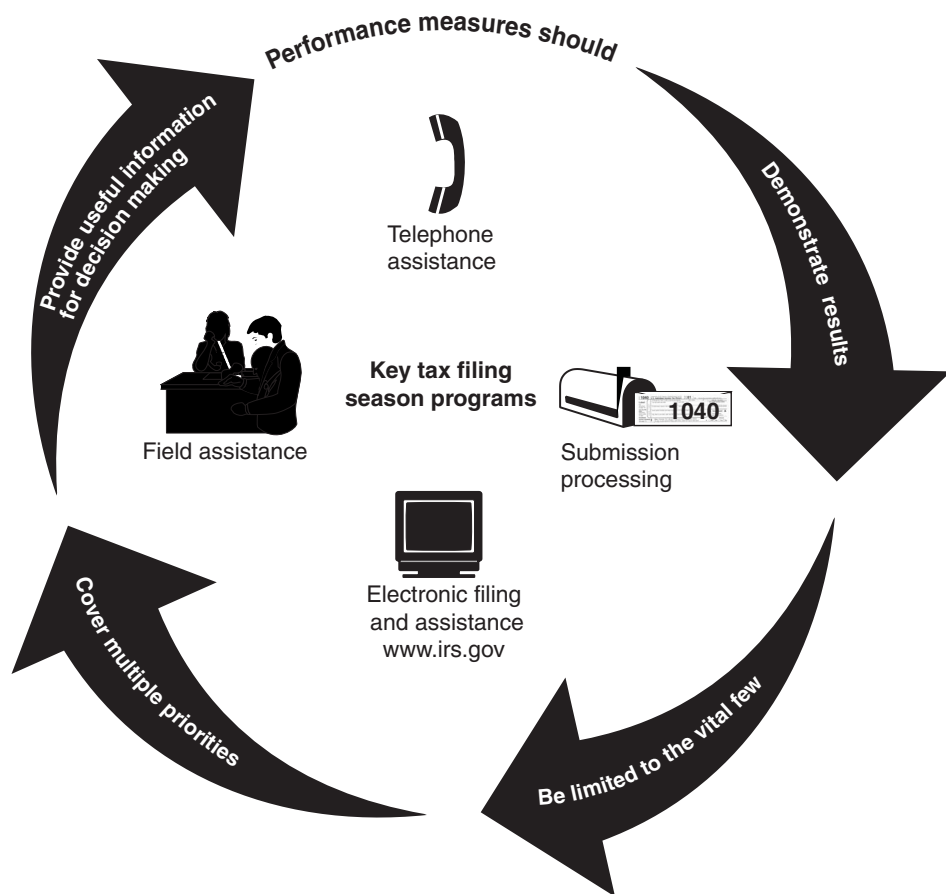 Performance measures should
Demonstrate results
Be limited to the vital few
Cover multiple priorities
Provide useful information
for decision making
Telephone
assistance
Key tax filing
season programs
Field assistance
1040
Submission
processing
Electronic filing
and assistance
www.irs.gov